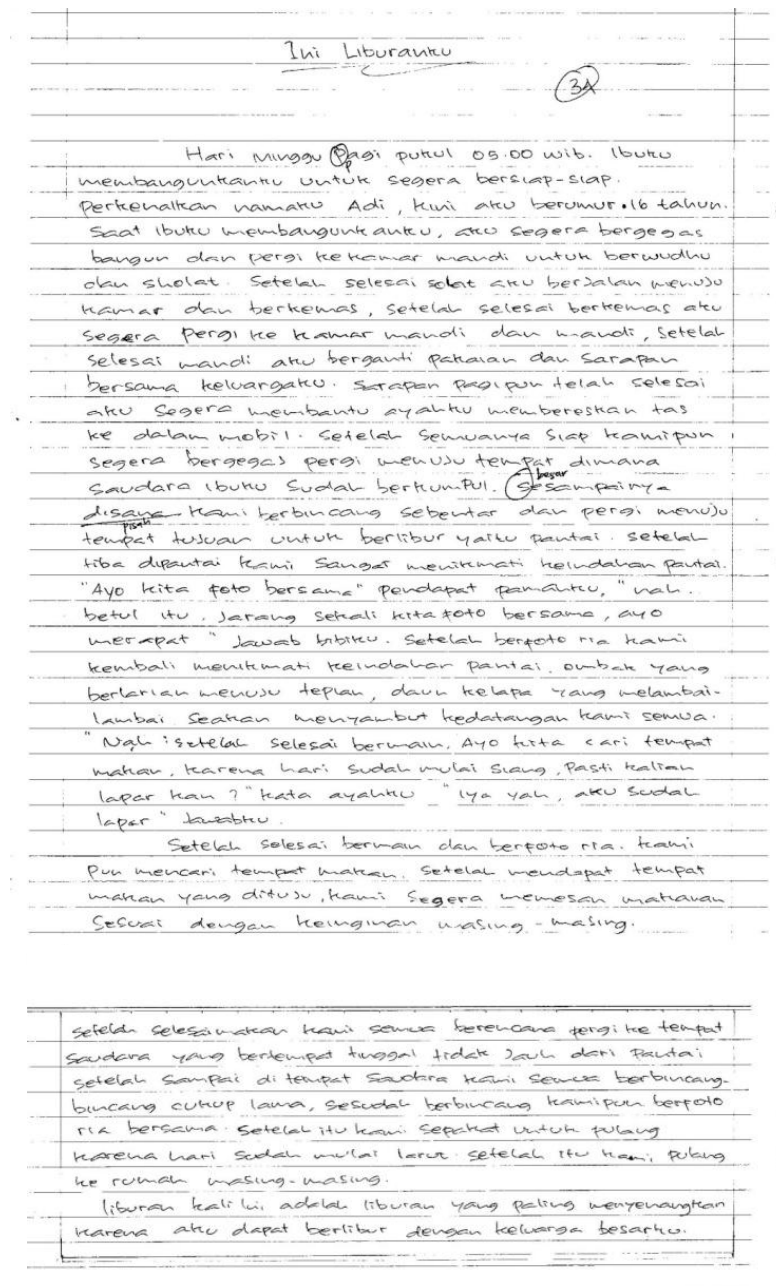 Ini Liburanku
34
Hari Minggu Pagi pukul 05.00 wib. Ibuku
p
membangunkanku untuk segera bersiap-siap.
Perkenalkan namaku Adi, kini aku berumur 16 tahun.
Saat ibuku membangunkanku, aku segera bergegas
bangun dan pergi kekamar mandi untuk berwudhu
dan sholat. Setelah selesai solat aku berjalan menuju
kamar dan berkemas, setelah selesai berkemas aku
segera pergi ke kamar mandi dan mandi, setelah
selesai mandi aku berganti pakaian dan sarapan
bersama keluargaku. Sarapan pagipun telah selesai
aku segera membantu ayahku membereskan tas
ke dalam mobil. Setelah semuanya siap kamipun
segera bergegas pergi menuju tempat dimana
besar
saudara ibuku sudah berkumpul. Sesampainya
disana kami berbincang sebentar dan pergi menuju
pisah
tempat tujuan untuk berlibur yaitu pantai. setelah
tiba dipantai kami sangat menikmati keindahan pantai.
"Ayo kita foto bersama" pendapat pamanku, "nah.
betul itu. Jarang sekali kita foto bersama, ayo
merapat" Jawab bibiku. Setelah berfoto ria kami
kembali menikmati keindahan pantai. ombak yang
berlarian menuju tepian, daun kelapa yang melambai-
lambai seakan menyambut kedatangan kami semua.
"Nah : setelah selesai bermain, Ayo kita cari tempat
makan, karena hari sudah mulai siang, Pasti kalian
lapar kan ? " kata ayahku "iya yah, aku sudah
lapar" Jawabku.
Setelah selesai bermain dan berfoto ria. kami
Pun mencari tempat makan. Setelah mendapat tempat
makan yang dituju, kami segera memesan makanan
Sesuai dengan keinginan masing-masing.
setelah selesai makan kami semua berencana pergi ke tempat
saudara yang bertempat tinggal tidak jauh dari Pantai
setelah sampai di tempat saudara kami semua berbincang-
bincang cukup lama, sesudah berbincang kamipun berfoto
ria bersama. Setelah itu kami sepakat untuk pulang
karena hari sudah mulai larut. setelah itu kami pulang
ke rumah masing-masing.
liburan kali ini, adalah liburan yang paling menyenangkan
karena aku dapat berlibur dengan keluarga besarku.